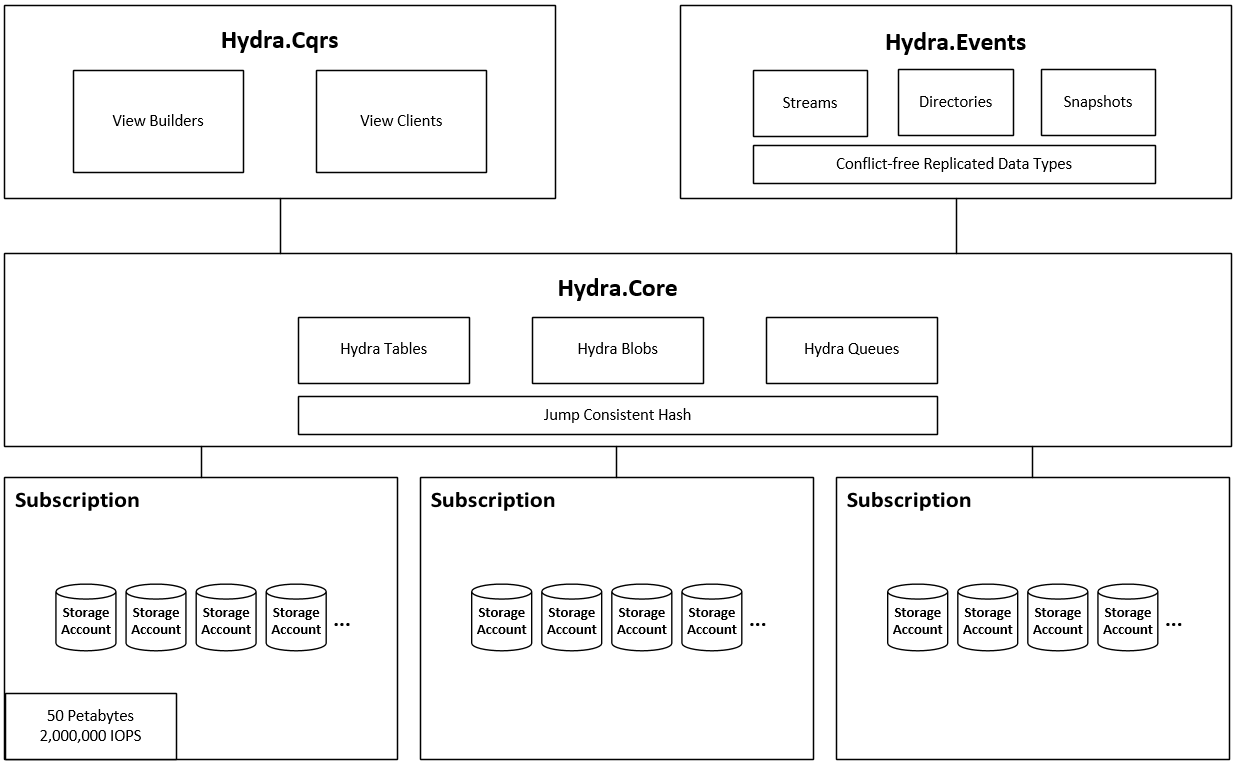 Hydra.Cqrs
View Builders
View Clients
Hydra.Events
Streams
Directories
Snapshots
Conflict-free Replicated Data Types
Hydra.Core
Hydra Tables
Hydra Blobs
Hydra Queues
Jump Consistent Hash
Subscription
Storage
Account
Storage
Account
Storage
Account
Storage
Account
...
50 Petabytes
2,000,000 IOPS
Subscription
Storage
Account
Storage
Account
Storage
Account
Storage
Account
...
Subscription
Storage
Account
Storage
Account
Storage
Account
Storage
Account
...